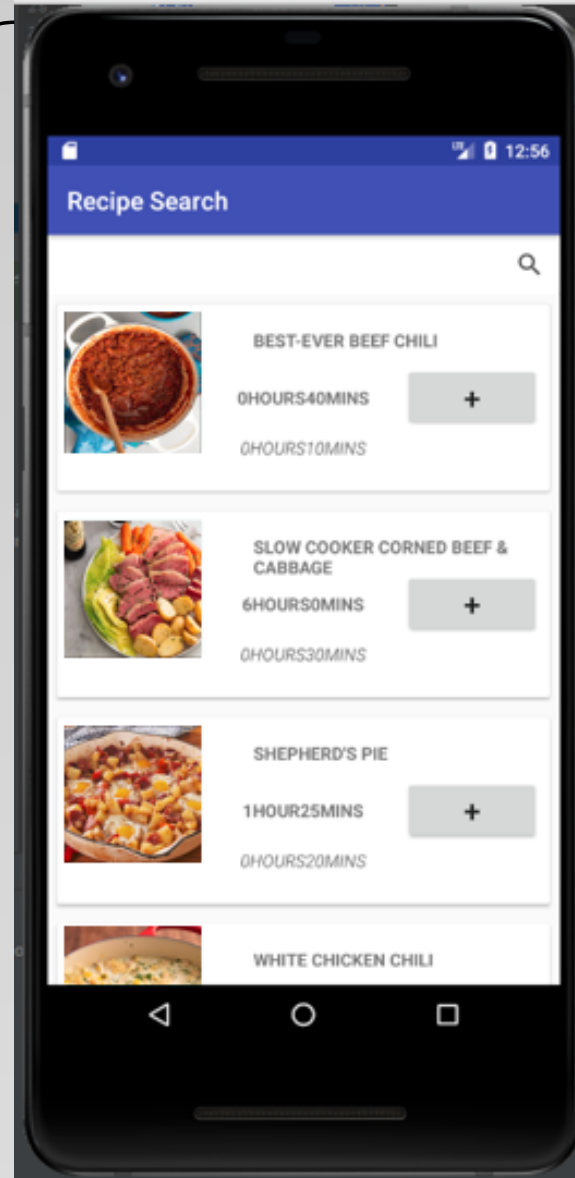 12:56
Recipe Search
BEST-EVER BEEF CHILI
0HOURS40MINS
+
0HOURS10MINS
SLOW COOKER CORNED BEEF &
CABBAGE
6HOURS0MINS
+
0HOURS30MINS
SHEPHERD'S PIE
1HOUR25MINS
+
0HOURS20MINS
WHITE CHICKEN CHILI